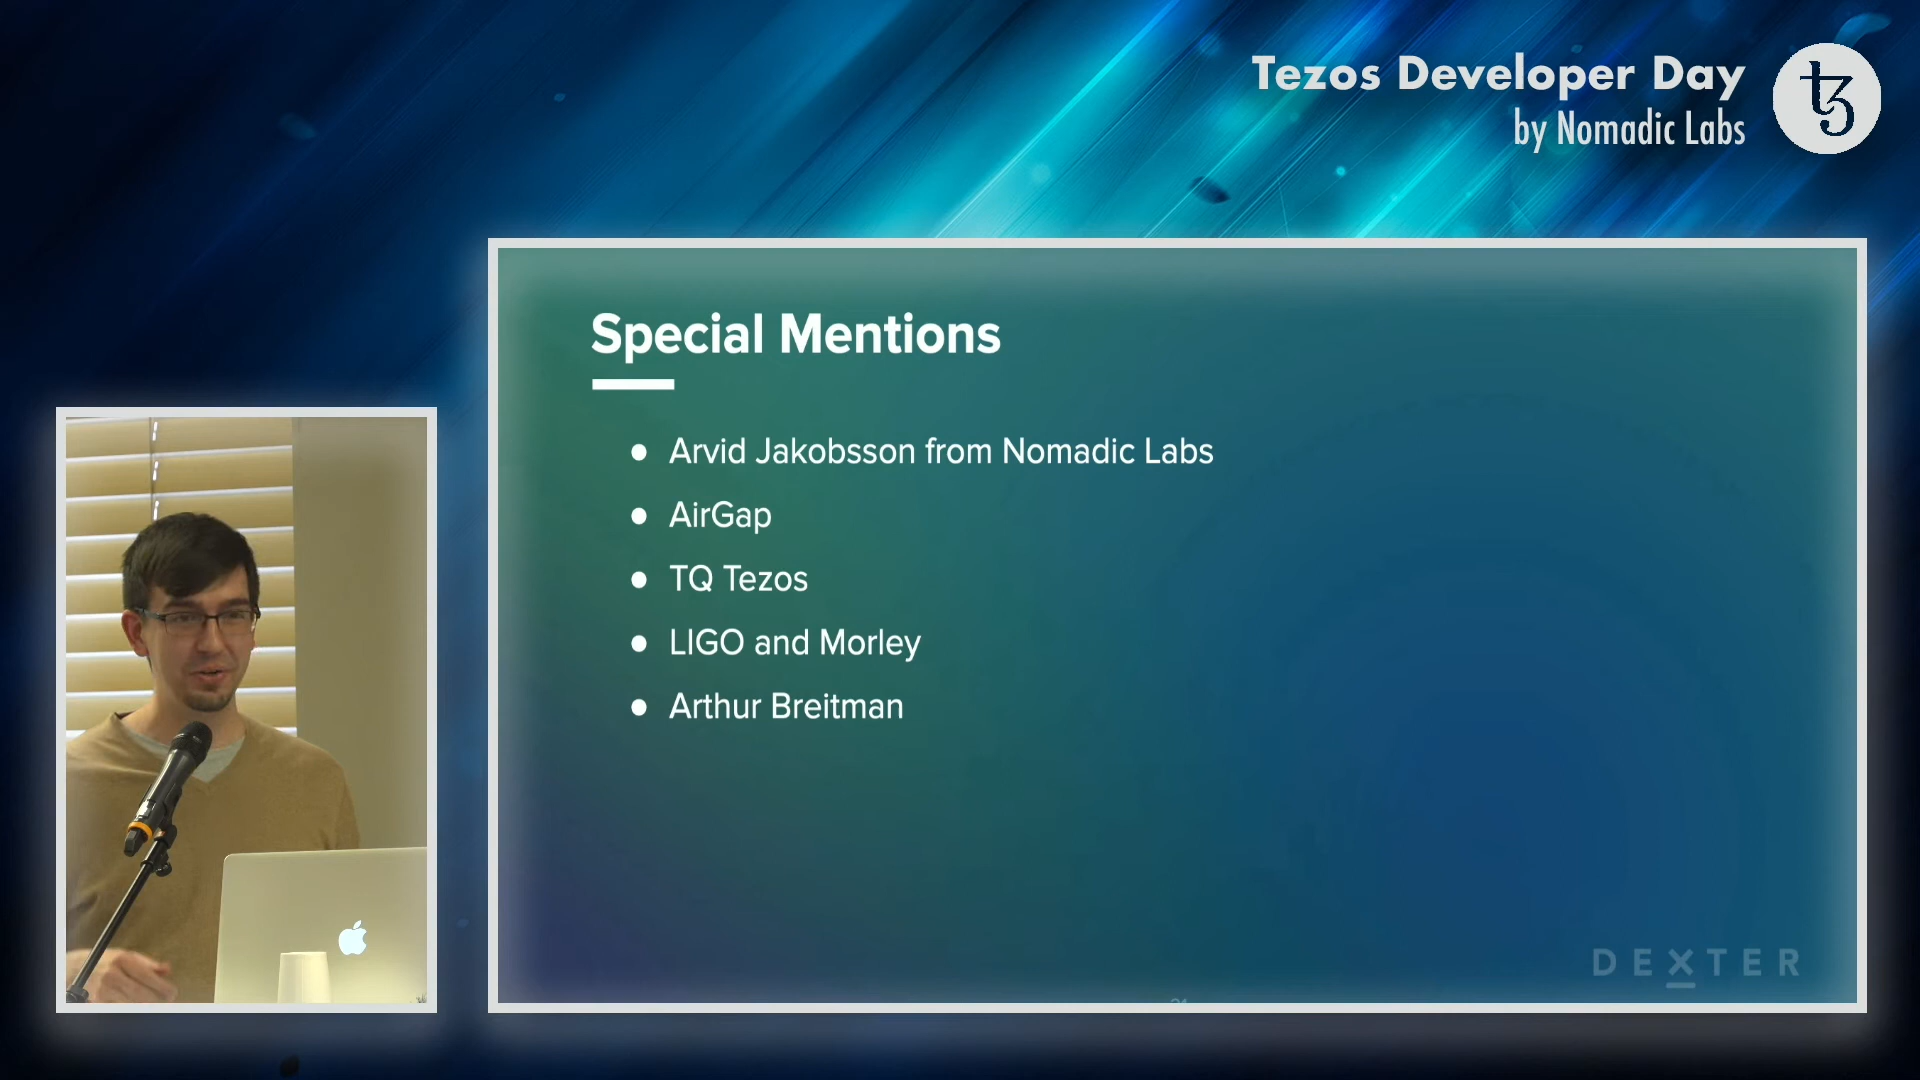 Tezos Developer Day
by Nomadic Labs
Special Mentions
● Arvid Jakobsson from Nomadic Labs
● AirGap
● TQ Tezos
● LIGO and Morley
● Arthur Breitman
DEXTER